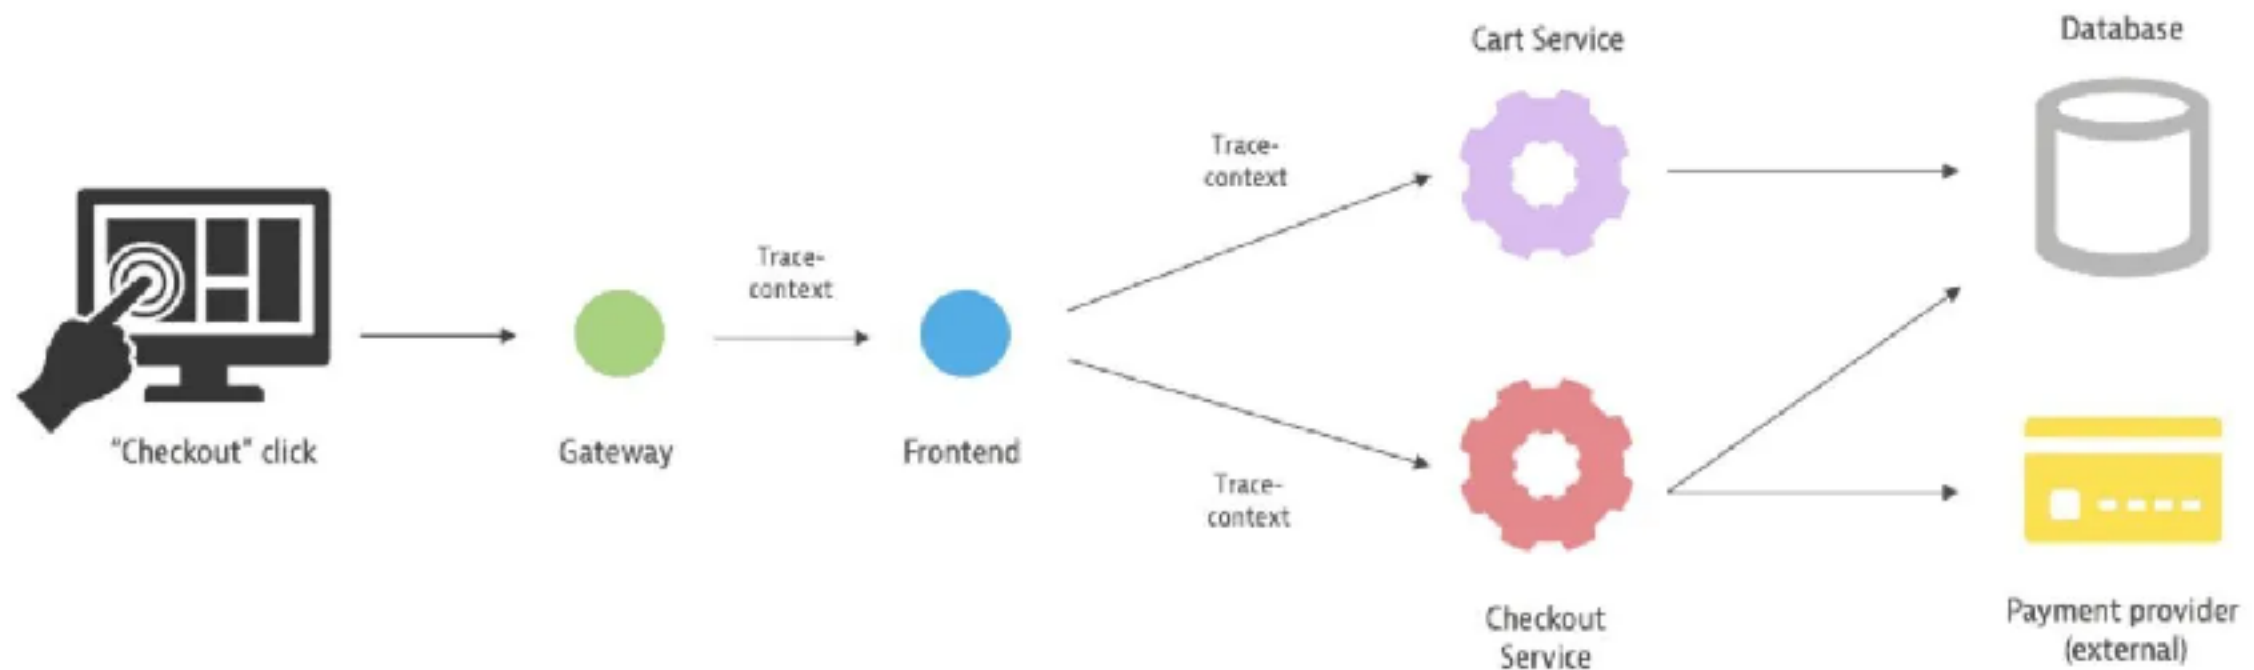 Cart Service
Database
Trace-
context
Trace-
context
"Checkout" click
Gateway
Frontend
Trace-
context
Checkout
Service
Payment provider
(external)